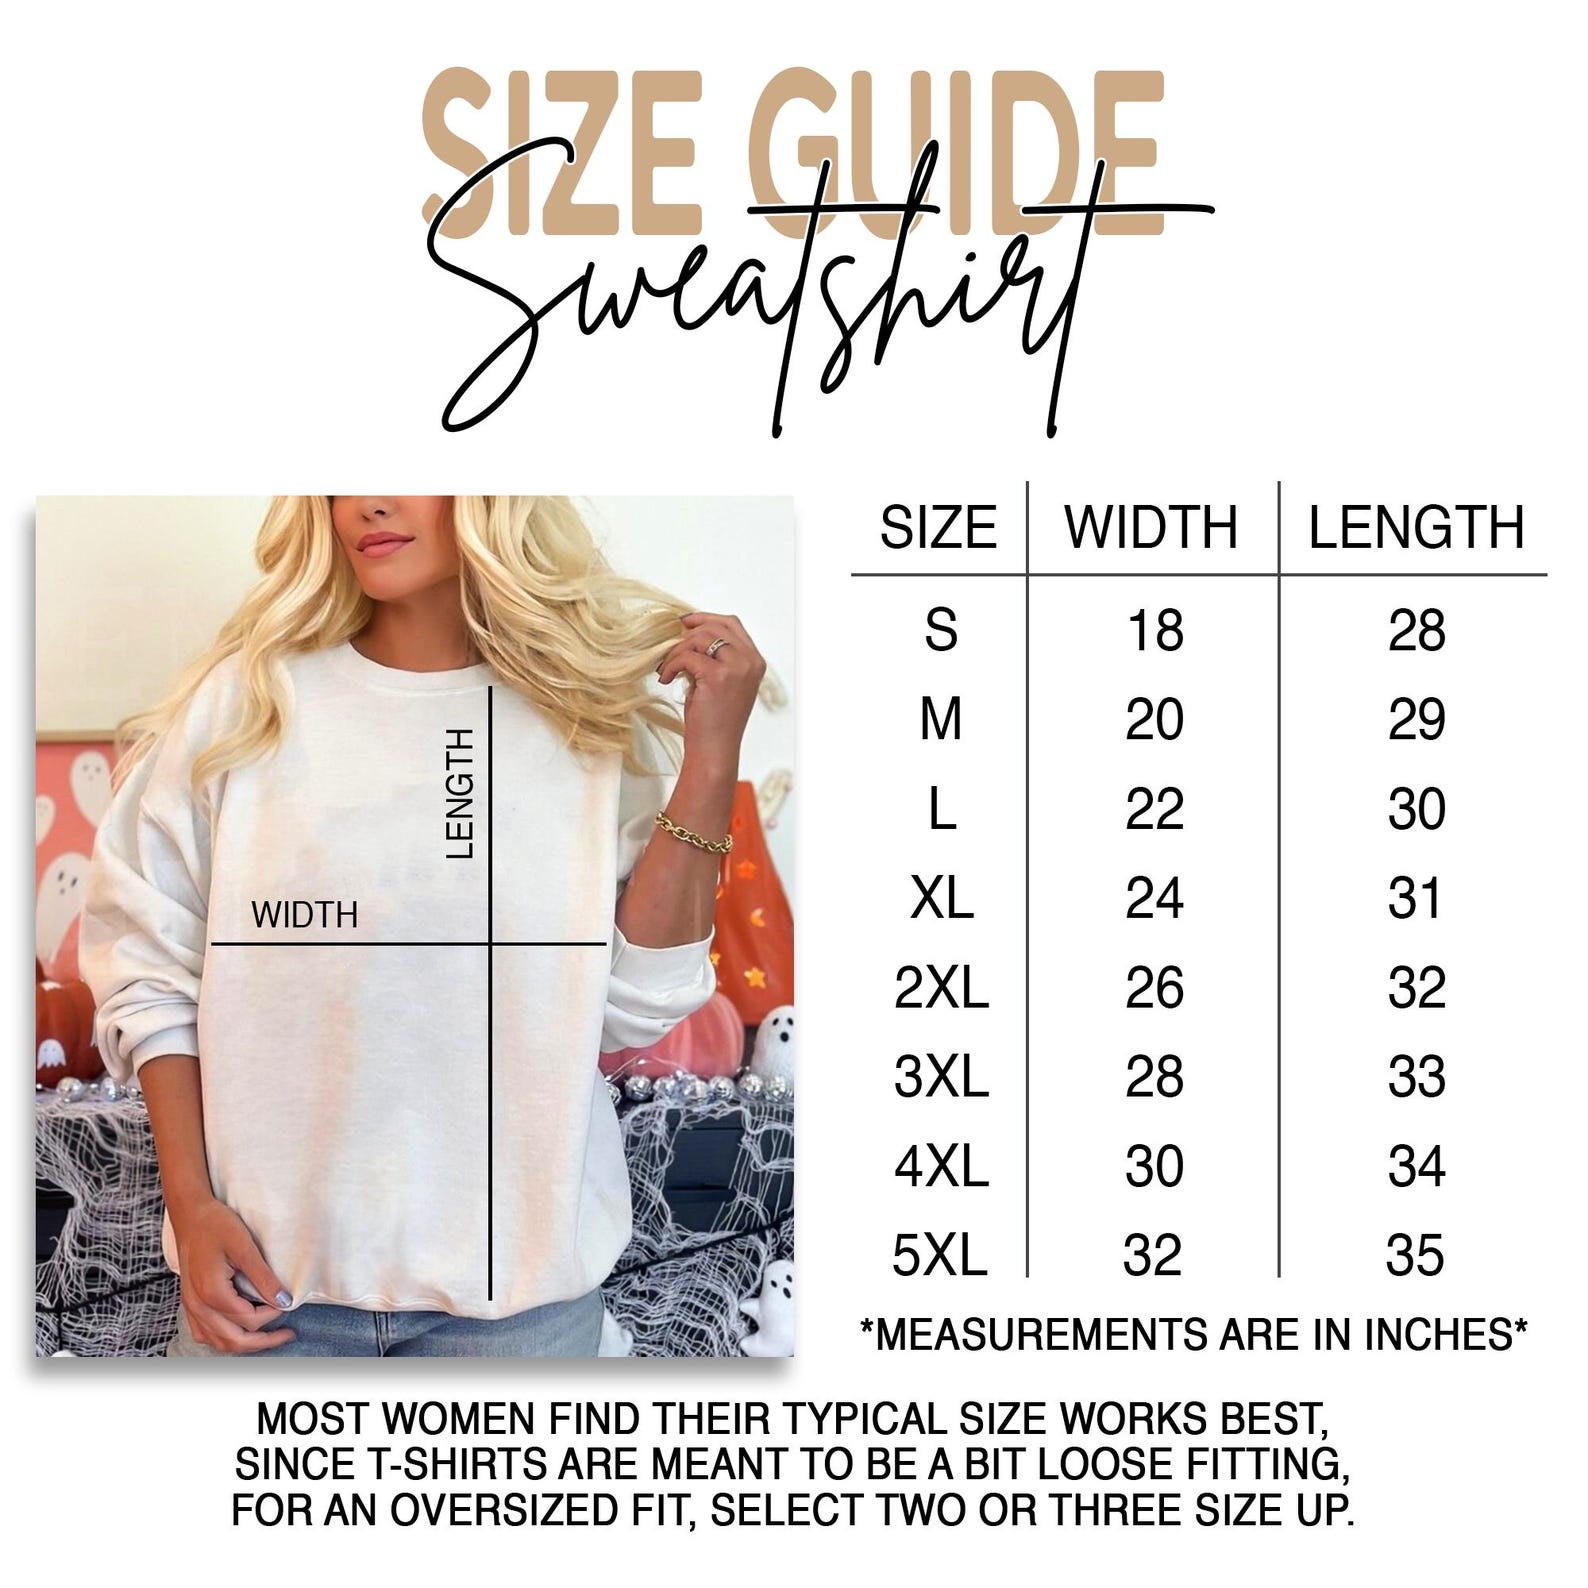 SIZE GUIDE
Sweatshirt
LENGTH
WIDTH
SIZE WIDTH LENGTH
S 18 28
M 20 29
L 22 30
XL 24 31
2XL 26 32
3XL 28 33
4XL 30 34
5XL 32 35
*MEASUREMENTS ARE IN INCHES*
MOST WOMEN FIND THEIR TYPICAL SIZE WORKS BEST,
SINCE T-SHIRTS ARE MEANT TO BE A BIT LOOSE FITTING,
FOR AN OVERSIZED FIT, SELECT TWO OR THREE SIZE UP.